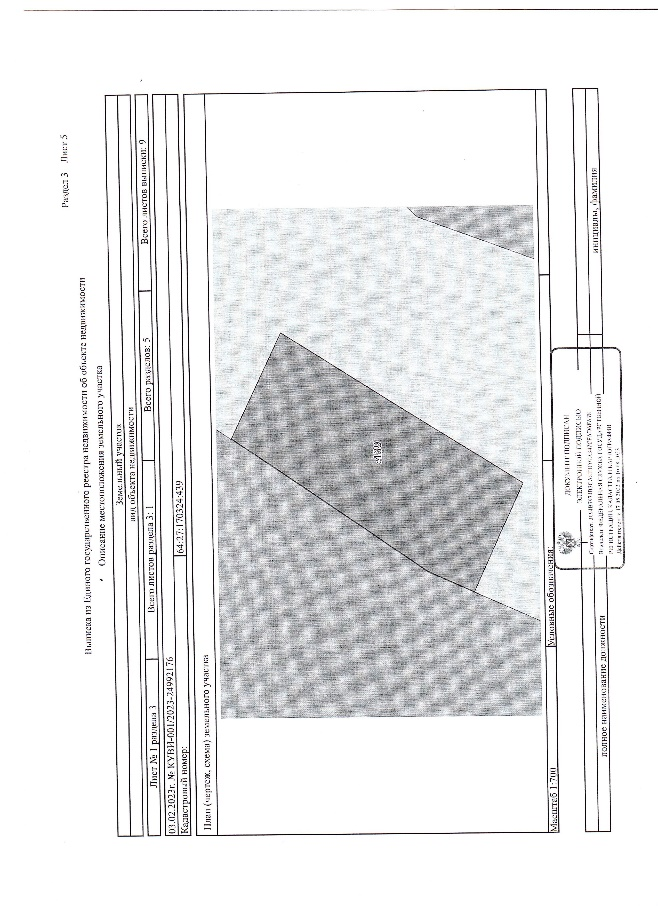 Раздел 3 Лист 5
Выписка из Единого государственного реестра недвижимости об объекте недвижимости
Описание местоположения земельного участка
Земельный участок
вид объекта недвижимости
Лист № 1 раздела 3 Всего листов раздела 3: 1 Всего разделов: 5 Всего листов выписки: 9
03.02.2023г. № КУВИ-001/2023-24992176
Кадастровый номер: 64:27:170324:439
План (чертеж, схема) земельного участка
:439
Масштаб 1:700 Условные обозначения:
ДОКУМЕНТ ПОДПИСАН
ЭЛЕКТРОННОЙ ПОДПИСЬЮ
полное наименование должности инициалы, фамилия